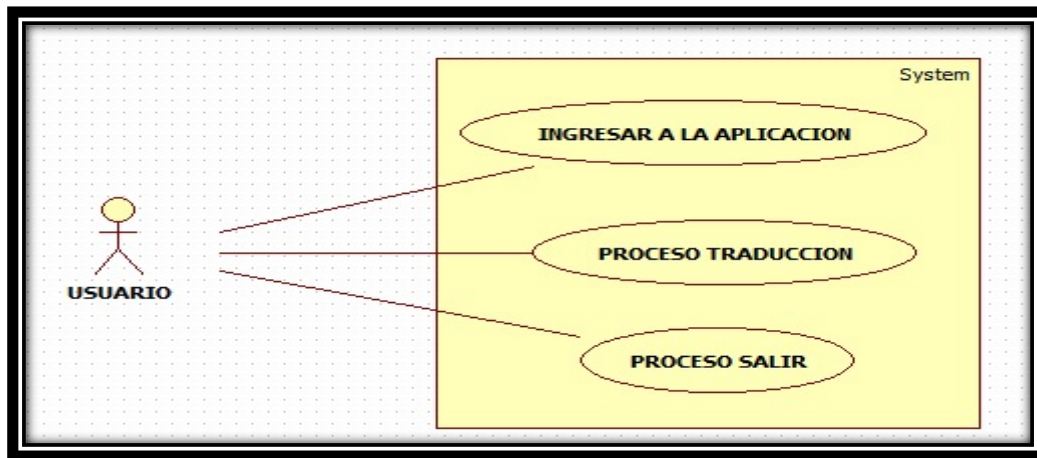 System
INGRESAR A LA APLICACION
PROCESO TRADUCCION
USUARIO
PROCESO SALIR